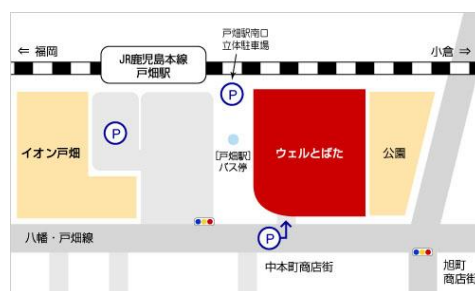 戸畑駅南口
立体駐車場
⇐ 福岡
小倉 ⇒
JR鹿児島本線
戸畑駅
P
P
イオン戸畑
[戸畑駅]
バス停
ウェルとばた
公園
八幡・戸畑線
P
中本町商店街
旭町
商店街